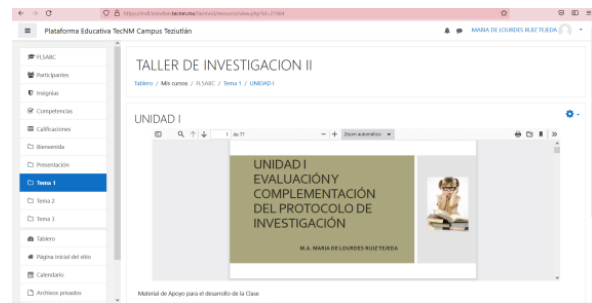 Plataforma Educativa TecNM Campus Teziutlán
MARIA DE LOURDES RUIZ TEJEDA
FLSABC
Participantes
Insignias
Competencias
Calificaciones
Bienvenida
Presentación
Tema 1
Tema 2
Tema 3
Tablero
Página inicial del sitio
Calendario
Archivos privados
TALLER DE INVESTIGACION II
Tablero / Mis cursos / FLSABC / Tema 1 / UNIDAD I
UNIDAD I
1 de 77
Zoom automático
UNIDAD I
EVALUACIÓN Y
COMPLEMENTACIÓN
DEL PROTOCOLO DE
INVESTIGACIÓN
M.A. MARIA DE LOURDES RUIZ TEJEDA
Material de Apoyo para el desarrollo de la Clase